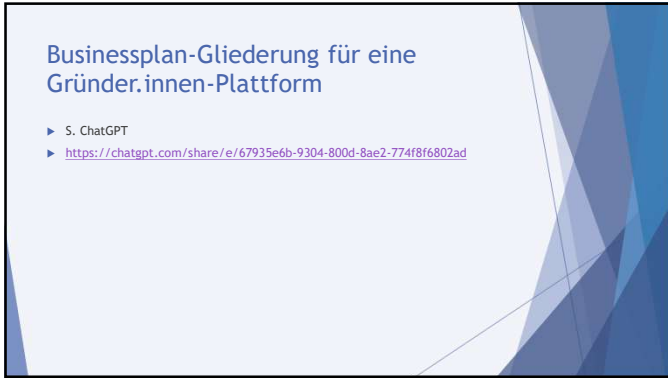 Businessplan-Gliederung für eine
Gründer.innen-Plattform
S. ChatGPT
https://chatgpt.com/share/e/67935e6b-9304-800d-8ae2-774f8f6802ad